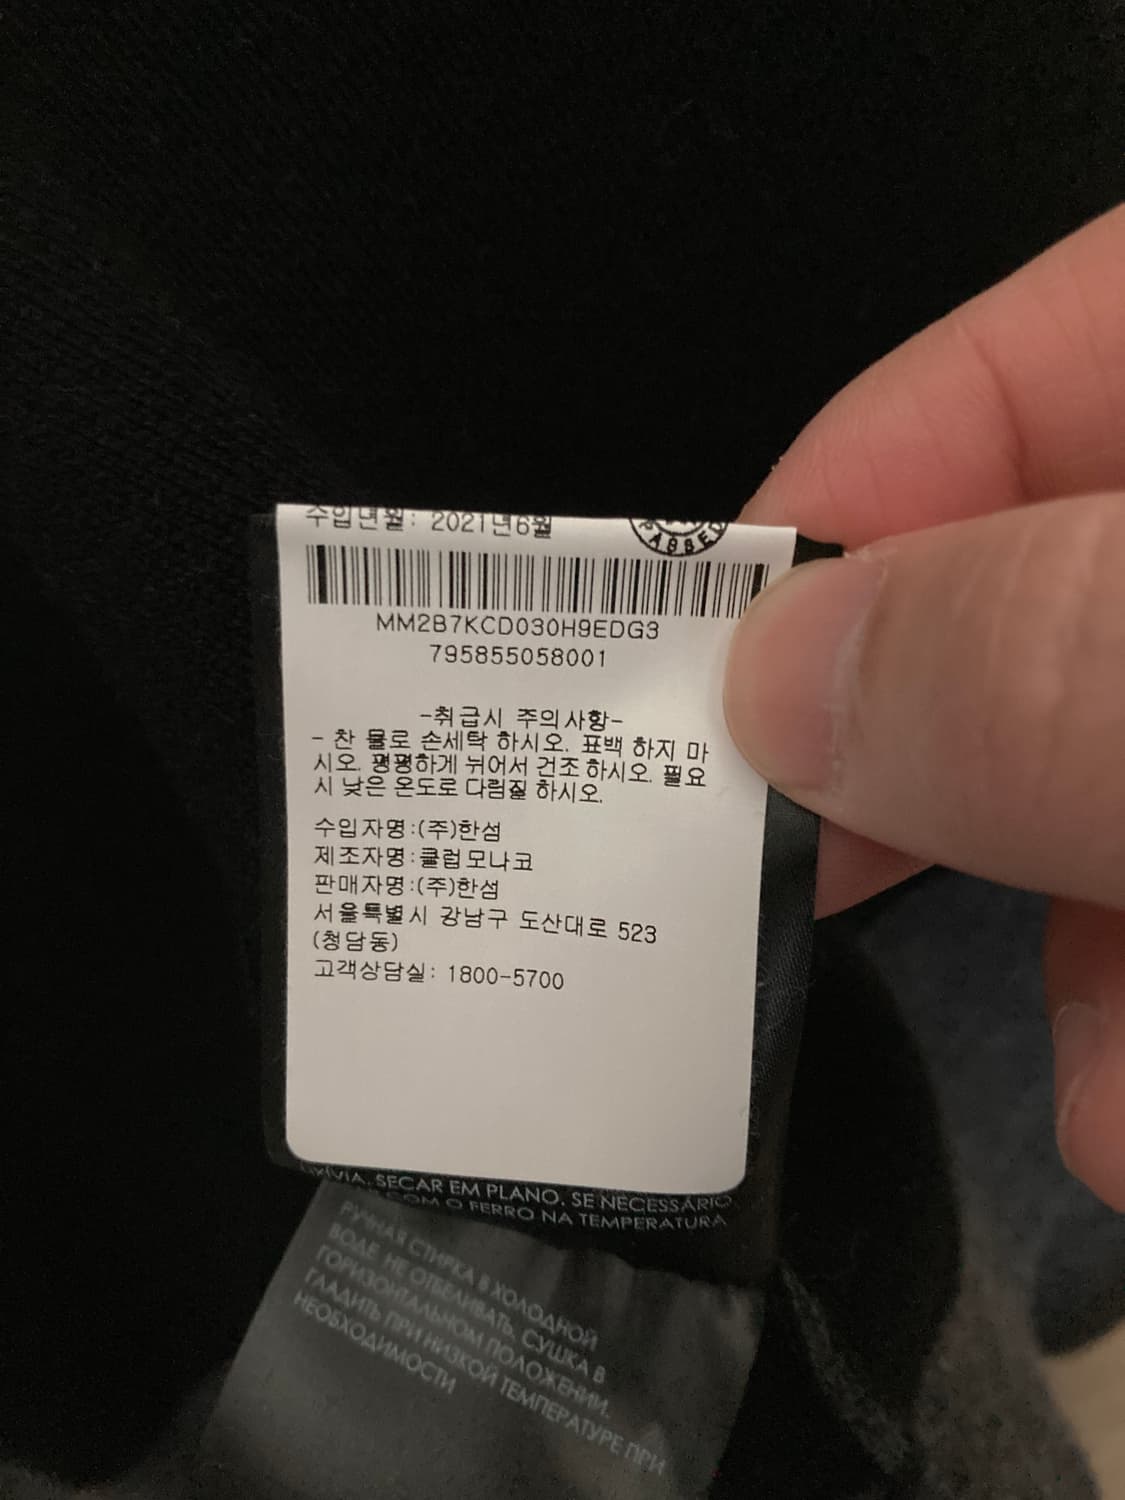 수입년월: 2021년6월
MM2B7KCD030H9EDG3
795855058001
-취급시 주의사항-
- 찬 물로 손세탁 하시오. 표백 하지 마
시오. 평평하게 뉘어서 건조 하시오. 필요
시 낮은 온도로 다림질 하시오.
수입자명:(주)한섬
제조자명:클럽모나코
판매자명:(주)한섬
서울특별시 강남구 도산대로 523
(청담동)
고객상담실: 1800-5700
SECAR EM PLANO. SE NECESSÁRIO
COM O FERRO NA TEMPERATURA
РУЧНАЯ СТИРКА В ХОЛОДНОЙ
ВОДЕ. НЕ ОТБЕЛИВАТЬ. СУШКА В
ГОРИЗОНТАЛЬНОМ ПОЛОЖЕНИИ.
ГЛАДИТЬ ПРИ НИЗКОЙ ТЕМПЕРАТУРЕ ПРИ
НЕОБХОДИМОСТИ